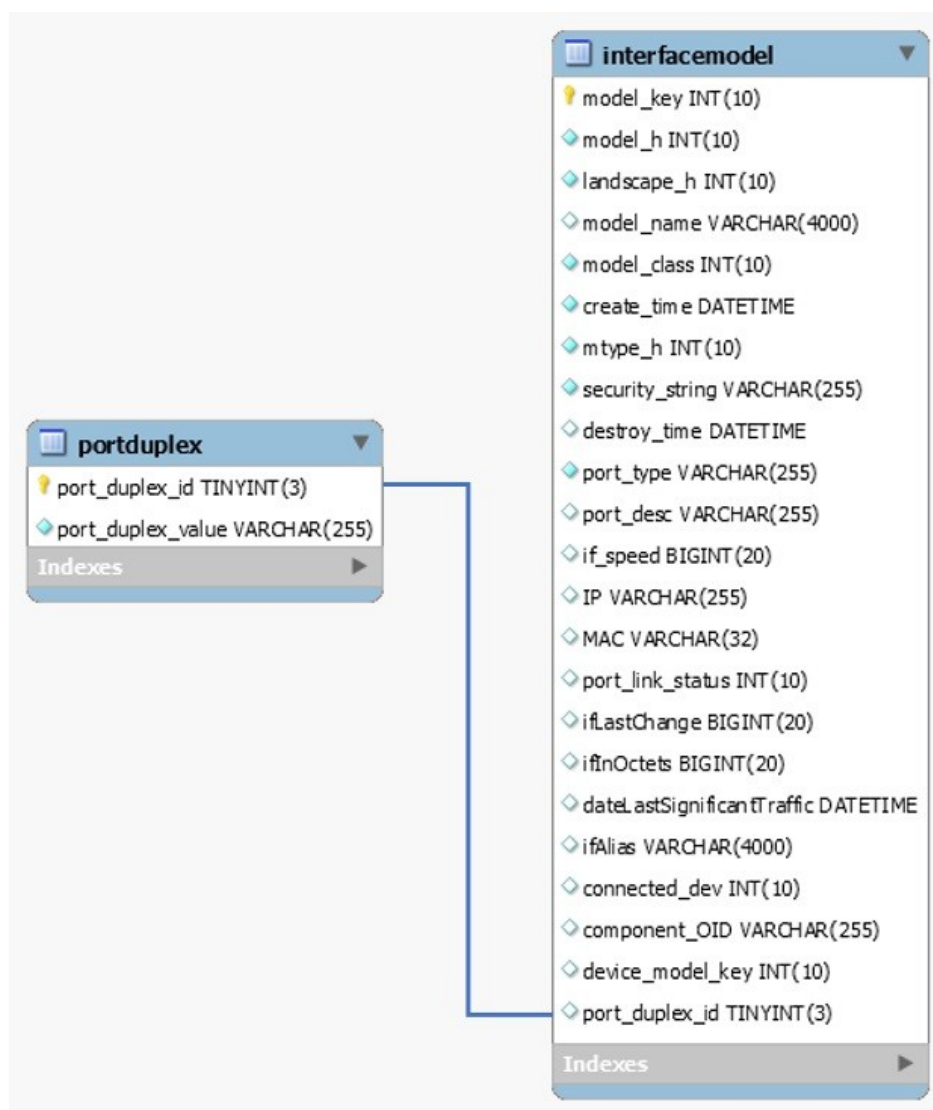 interfacemodel
model_key INT(10)
model_h INT(10)
landscape_h INT(10)
model_name VARCHAR(4000)
model_class INT(10)
create_time DATETIME
mtype_h INT(10)
security_string VARCHAR(255)
destroy_time DATETIME
port_type VARCHAR(255)
port_desc VARCHAR(255)
if_speed BIGINT(20)
IP VARCHAR(255)
MAC VARCHAR(32)
port_link_status INT(10)
ifLastChange BIGINT(20)
ifInOctets BIGINT(20)
dateLastSignificantTraffic DATETIME
ifAlias VARCHAR(4000)
connected_dev INT(10)
component_OID VARCHAR(255)
device_model_key INT(10)
port_duplex_id TINYINT(3)
Indexes
portduplex
port_duplex_id TINYINT(3)
port_duplex_value VARCHAR(255)
Indexes